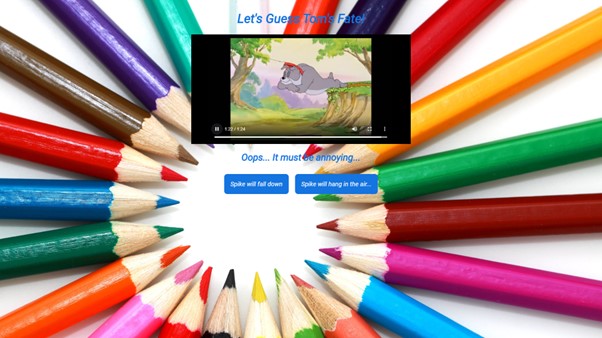 Let's Guess Tom's Fate!
1:23 / 1:24
Oops... It must be annoying...
Spike will fall down
Spike will hang in the air...